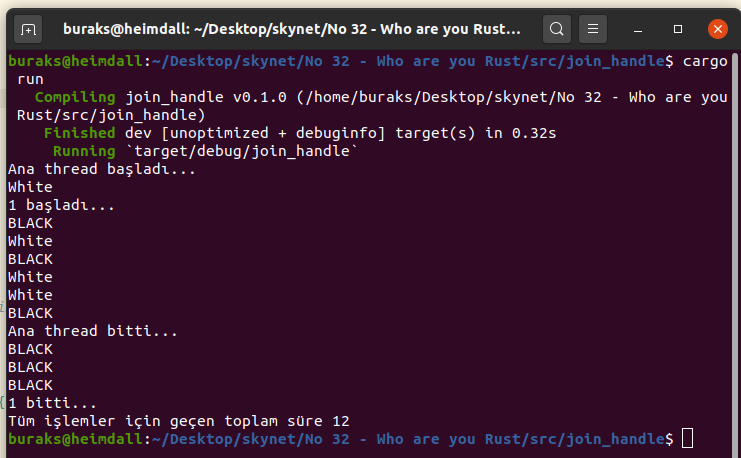 buraks@heimdall: ~/Desktop/skynet/No 32 - Who are you Rust...
buraks@heimdall:~/Desktop/skynet/No 32 - Who are you Rust/src/join_handle$ cargo
run
Compiling join_handle v0.1.0 (/home/buraks/Desktop/skynet/No 32 - Who are you
Rust/src/join_handle)
Finished dev [unoptimized + debuginfo] target(s) in 0.32s
Running `target/debug/join_handle`
Ana thread başladı...
White
1 başladı...
BLACK
White
BLACK
White
White
BLACK
Ana thread bitti...
BLACK
BLACK
BLACK
1 bitti...
Tüm işlemler için geçen toplam süre 12
buraks@heimdall:~/Desktop/skynet/No 32 - Who are you Rust/src/join_handle$